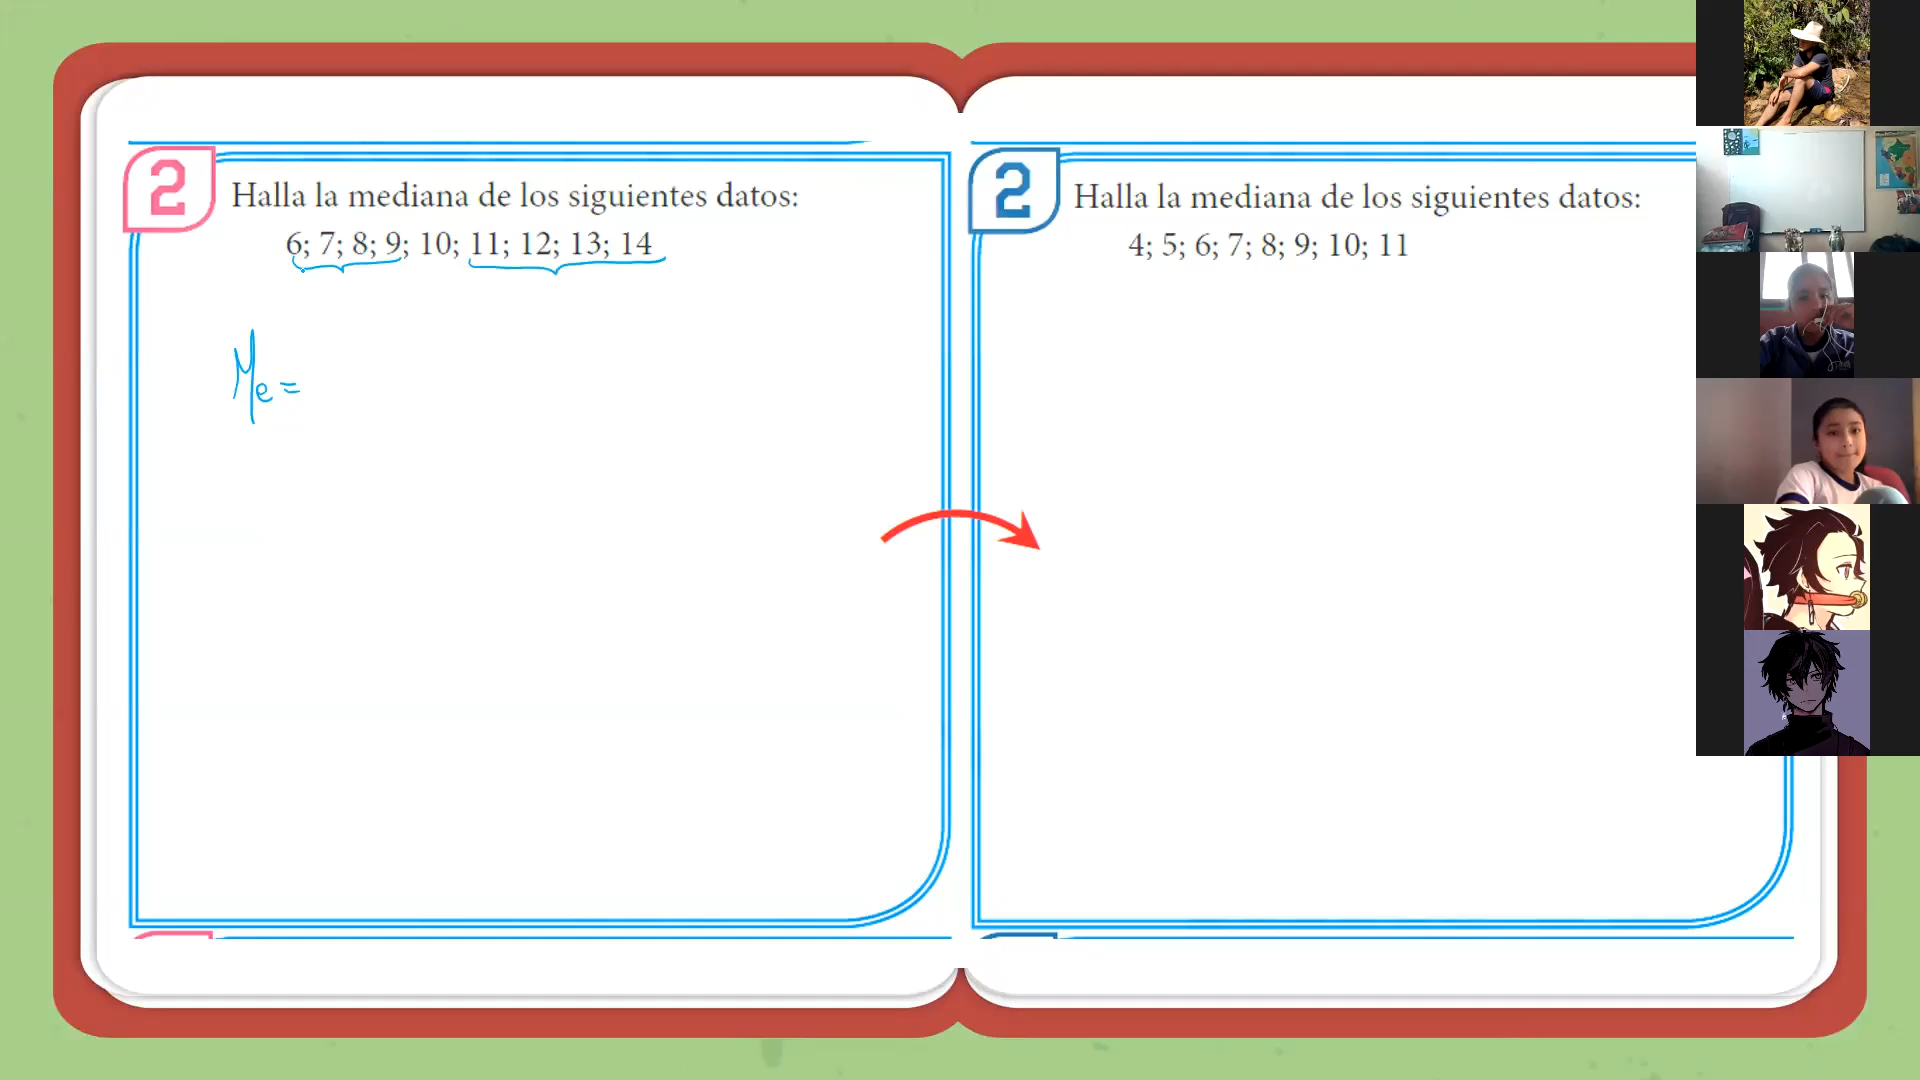 2
Halla la mediana de los siguientes datos:
6; 7; 8; 9; 10; 11; 12; 13; 14
Me =
2
Halla la mediana de los siguientes datos:
4; 5; 6; 7; 8; 9; 10; 11